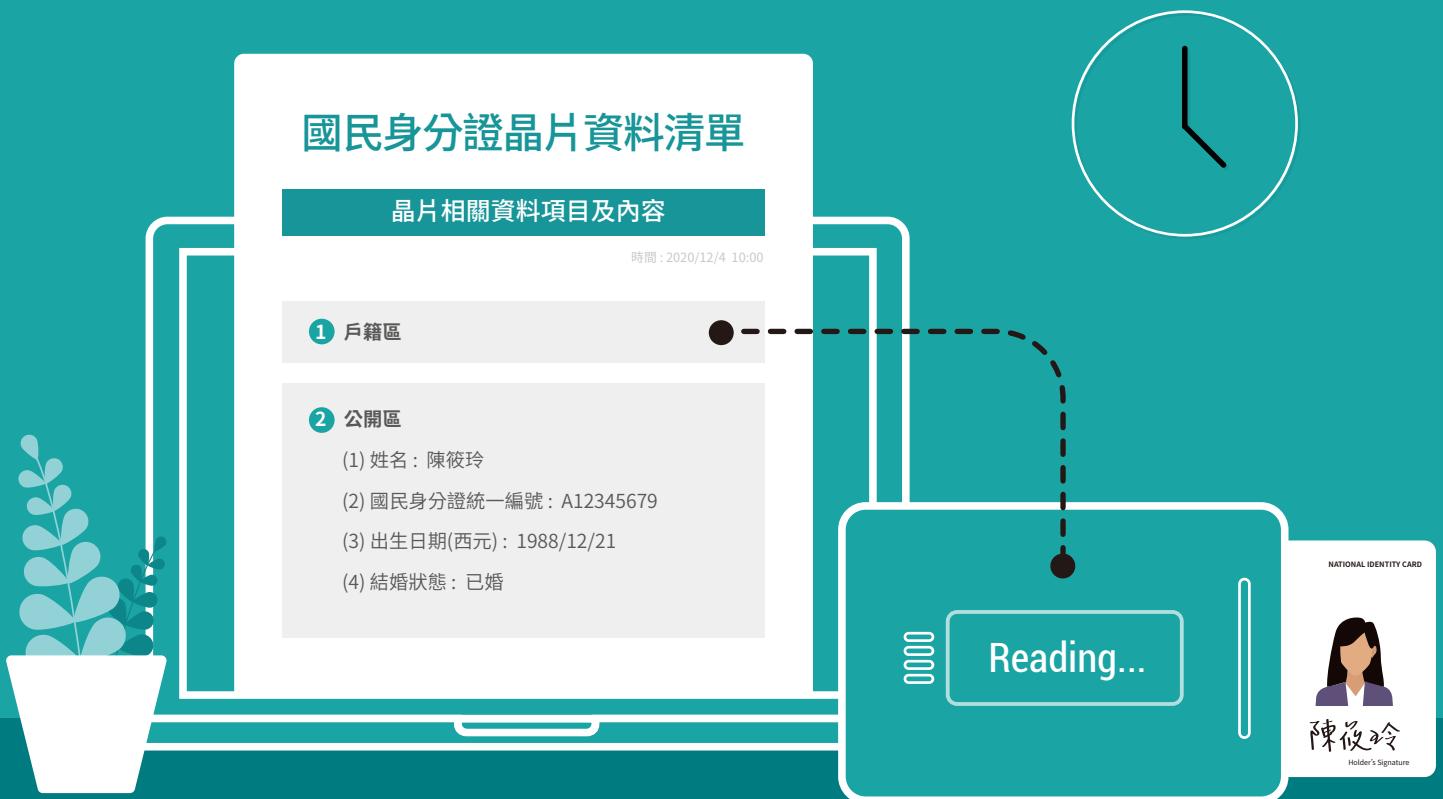 國民身分證晶片資料清單
晶片相關資料項目及內容
時間 : 2020/12/4 10:00
1 戶籍區
2 公開區
(1) 姓名 : 陳筱玲
(2) 國民身分證統一編號 : A12345679
(3) 出生日期(西元) : 1988/12/21
(4) 結婚狀態 : 已婚
Reading...
NATIONAL IDENTITY CARD
陳筱玲
Holder's Signature